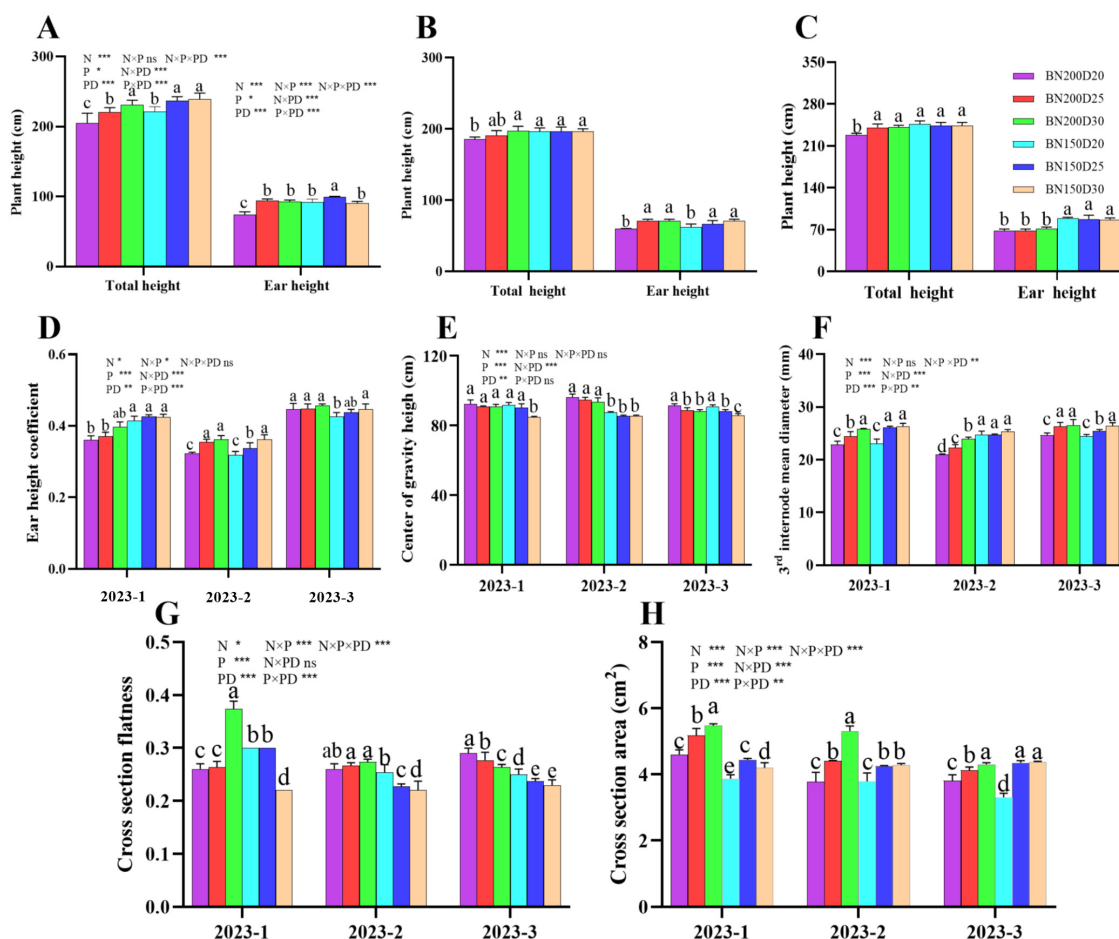 A
N *** N×P ns N×P×PD ***
P * N×PD ***
PD *** P×PD ***
N *** N×P *** N×P×PD ***
P * N×PD ***
PD *** P×PD ***
Plant height (cm)
300
200
100
0
c b a b a a
c b b b a b
Total height Ear height
B
Plant height (cm)
300
200
100
0
b ab a a a a
b a a b a a
Total height Ear height
C
Plant height (cm)
350
280
210
140
70
0
b a a a a a
b b b a a a
Total height Ear height
BN200D20
BN200D25
BN200D30
BN150D20
BN150D25
BN150D30
D
N * N×P * N×P×PD ns
P *** N×PD ***
PD ** P×PD ***
Ear height coefficient
0.6
0.4
0.2
0.0
b b ab a a a
c a a c b a
a a a b ab a
2023-1 2023-2 2023-3
E
N *** N×P ns N×P×PD ns
P *** N×PD ***
PD ** P×PD ns
Center of gravity heigh (cm)
120
80
40
0
a a a a a b
a a a b b b
a b b a b c
2023-1 2023-2 2023-3
F
N *** N×P ns N×P ×PD **
P *** N×PD ***
PD *** P×PD **
3rd internode mean diameter (mm)
40
30
20
10
0
c b a c a a
d c b a a a
c a a c b a
2023-1 2023-2 2023-3
G
N * N×P *** N×P×PD ***
P *** N×PD ns
PD *** P×PD ***
Cross section flatness
0.5
0.4
0.3
0.2
0.1
0.0
c c a b b d
ab a a b c d
a b c d e e
2023-1 2023-2 2023-3
H
N *** N×P *** N×P×PD ***
P *** N×PD ***
PD *** P×PD **
Cross section area (cm2)
8
6
4
2
0
c b a e c d
c b a c b b
c b a d a a
2023-1 2023-2 2023-3